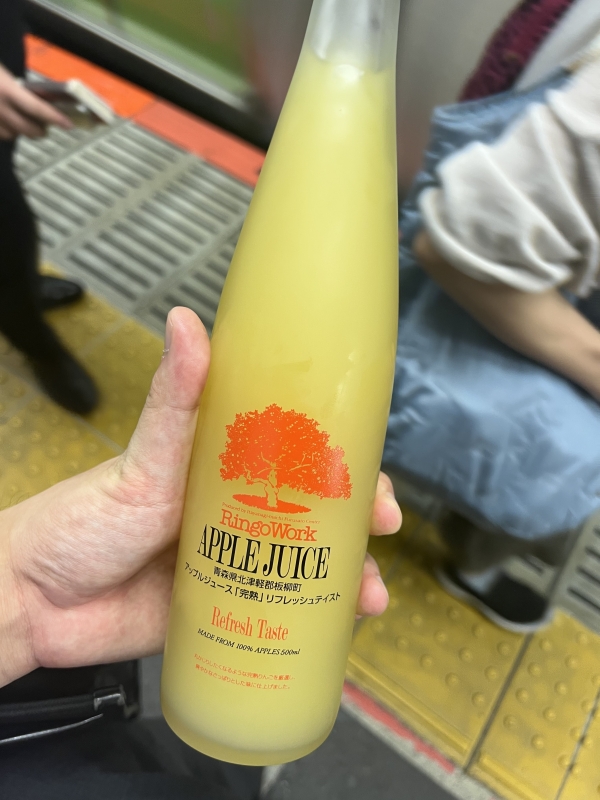 RingoWork
APPLE JUICE
青森県北津軽郡板柳町
アップルジュース「完熟」リフレッシュテイスト
Refresh Taste
MADE FROM 100% APPLES 500ml